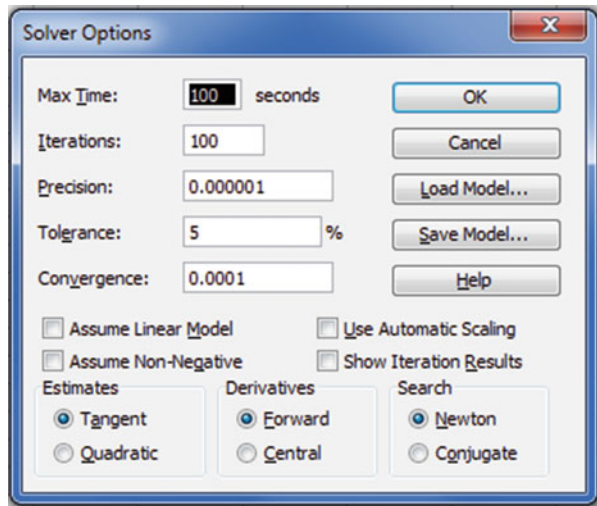 Solver Options
Max Time: 100 seconds OK
Iterations: 100 Cancel
Precision: 0.000001 Load Model...
Tolerance: 5 % Save Model...
Convergence: 0.0001 Help
Assume Linear Model Use Automatic Scaling
Assume Non-Negative Show Iteration Results
Estimates Derivatives Search
Tangent Forward Newton
Quadratic Central Conjugate